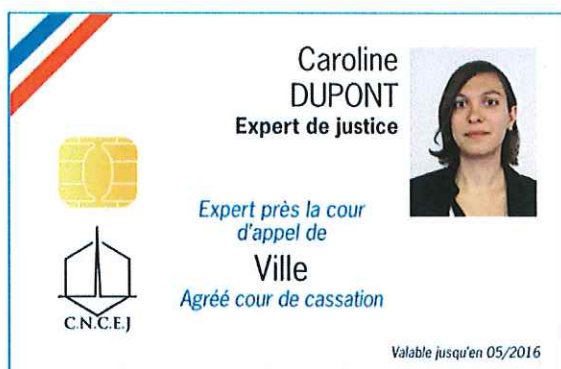 Caroline
DUPONT
Expert de justice
Expert près la cour
d'appel de
Ville
Agréé cour de cassation
C.N.C.E.J
Valable jusqu'en 05/2016